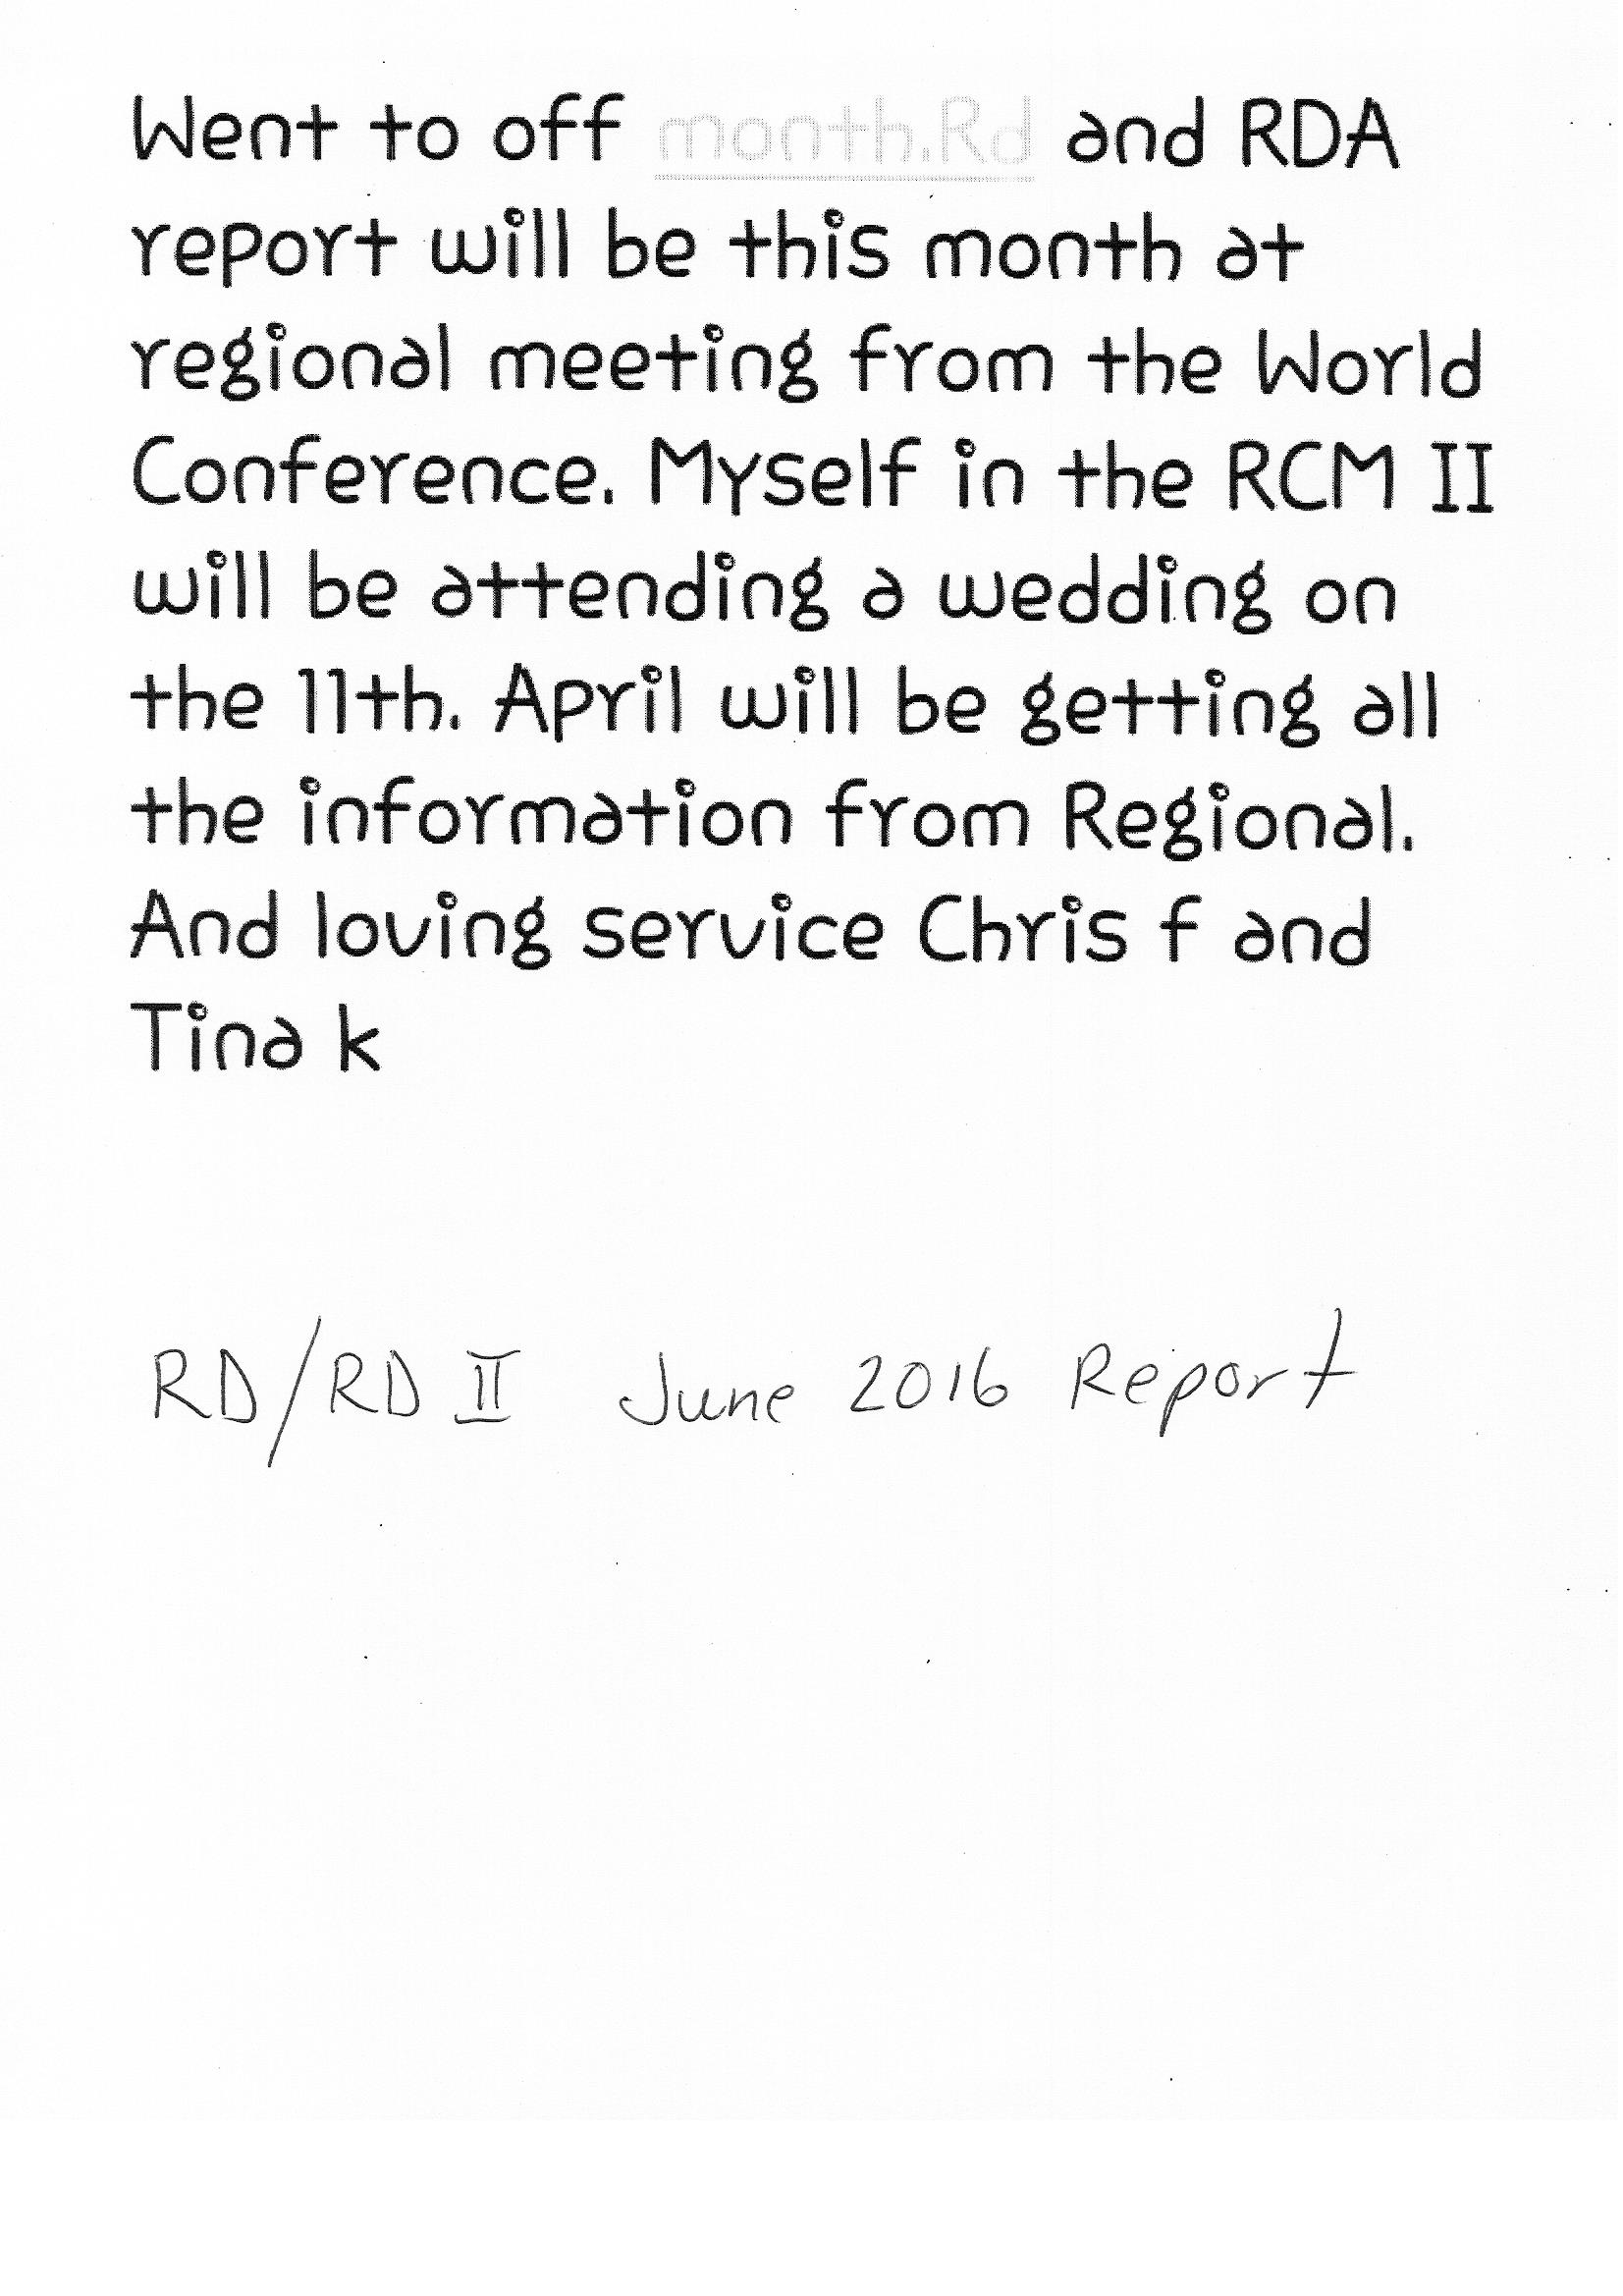 Went to off month.Rd and RDA
report will be this month at
regional meeting from the World
Conference. Myself in the RCM II
will be attending a wedding on
the 11th. April will be getting all
the information from Regional.
And loving service Chris f and
Tina k
RD/RD II June 2016 Report